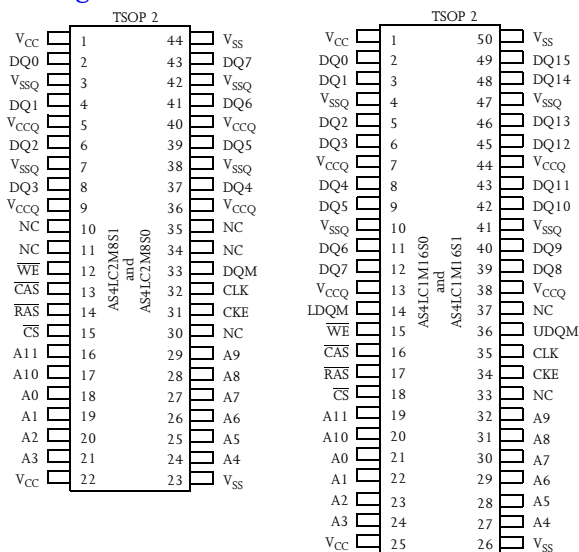 TSOP 2
V̲CC 1 44 VSS
DQ0 2 43 DQ7
VSSQ 3 42 VSSQ
DQ1 4 41 DQ6
VCCQ 5 40 VCCQ
DQ2 6 39 DQ5
VSSQ 7 38 VSSQ
DQ3 8 37 DQ4
VCCQ 9 36 VCCQ
NC 10 35 NC
NC 11 34 NC
WE 12 33 DQM
CAS 13 32 CLK
RAS 14 31 CKE
CS 15 30 NC
A11 16 29 A9
A10 17 28 A8
A0 18 27 A7
A1 19 26 A6
A2 20 25 A5
A3 21 24 A4
VCC 22 23 VSS
AS4LC2M8S1
and
AS4LC2M8S0
TSOP 2
VCC 1 50 VSS
DQ0 2 49 DQ15
DQ1 3 48 DQ14
VSSQ 4 47 VSSQ
DQ2 5 46 DQ13
DQ3 6 45 DQ12
VCCQ 7 44 VCCQ
DQ4 8 43 DQ11
DQ5 9 42 DQ10
VSSQ 10 41 VSSQ
DQ6 11 40 DQ9
DQ7 12 39 DQ8
VCCQ 13 38 VCCQ
LDQM 14 37 NC
WE 15 36 UDQM
CAS 16 35 CLK
RAS 17 34 CKE
CS 18 33 NC
A11 19 32 A9
A10 20 31 A8
A0 21 30 A7
A1 22 29 A6
A2 23 28 A5
A3 24 27 A4
VCC 25 26 VSS
AS4LC1M16S0
and
AS4LC1M16S1